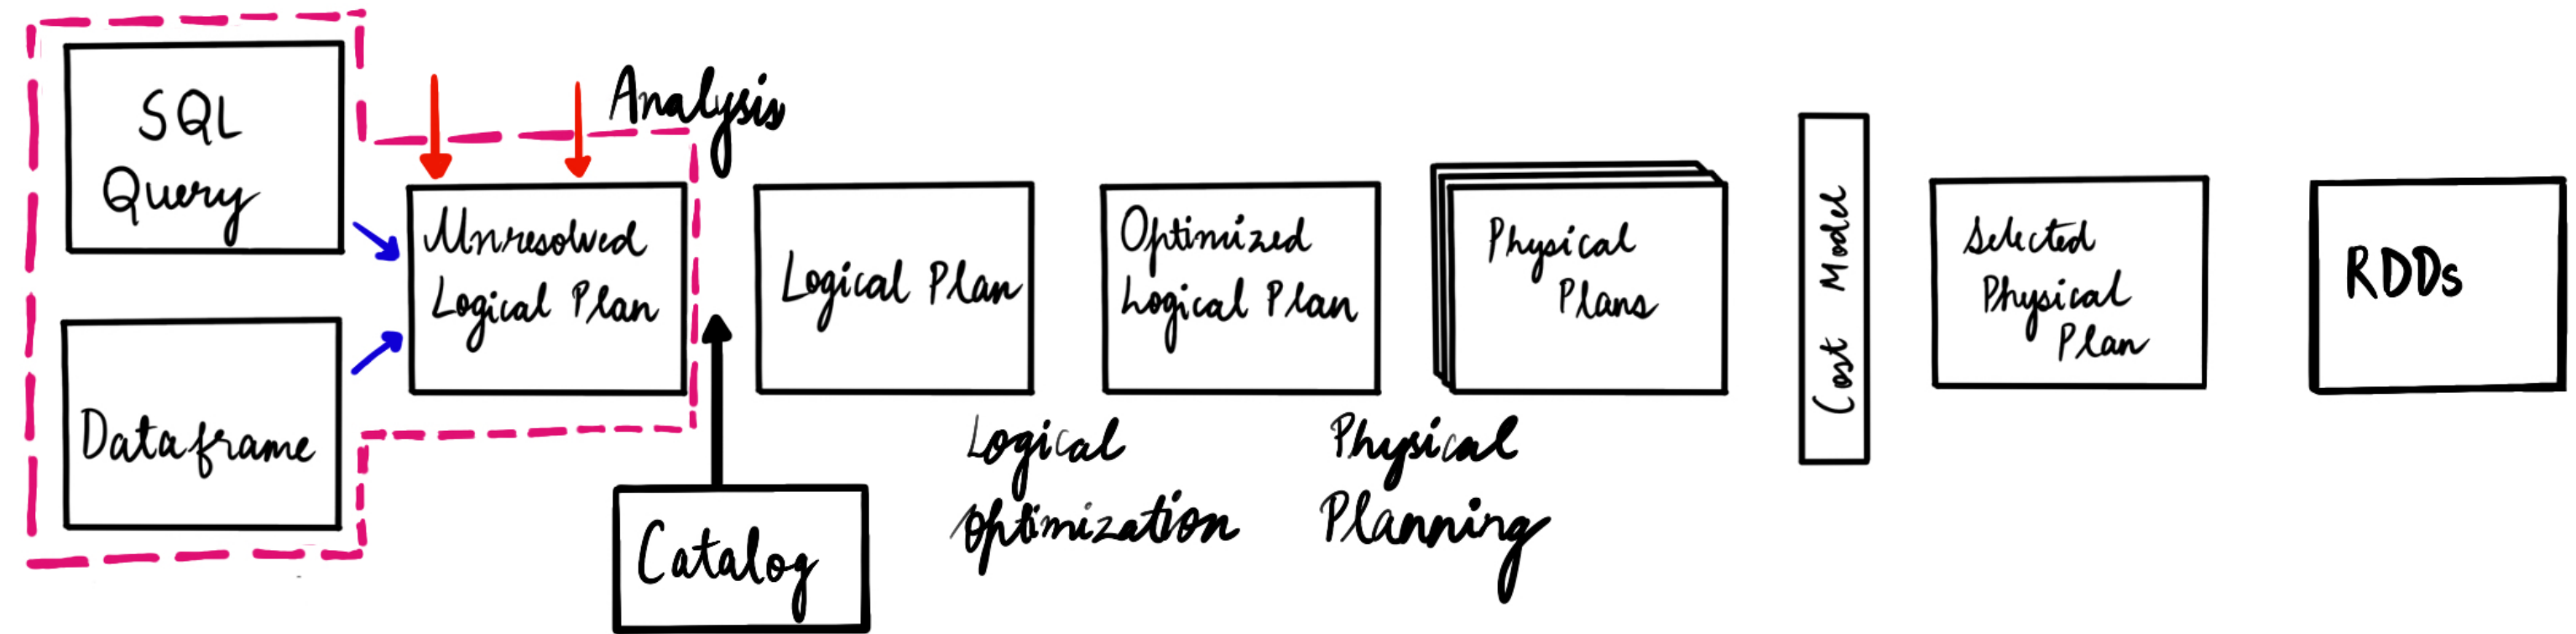 SQL
Query
Dataframe
Analysis
Unresolved
Logical Plan
Catalog
Logical Plan
Logical
Optimization
Optimized
Logical Plan
Physical
Planning
Physical
Plans
Cost Model
Selected
Physical
Plan
RDDs